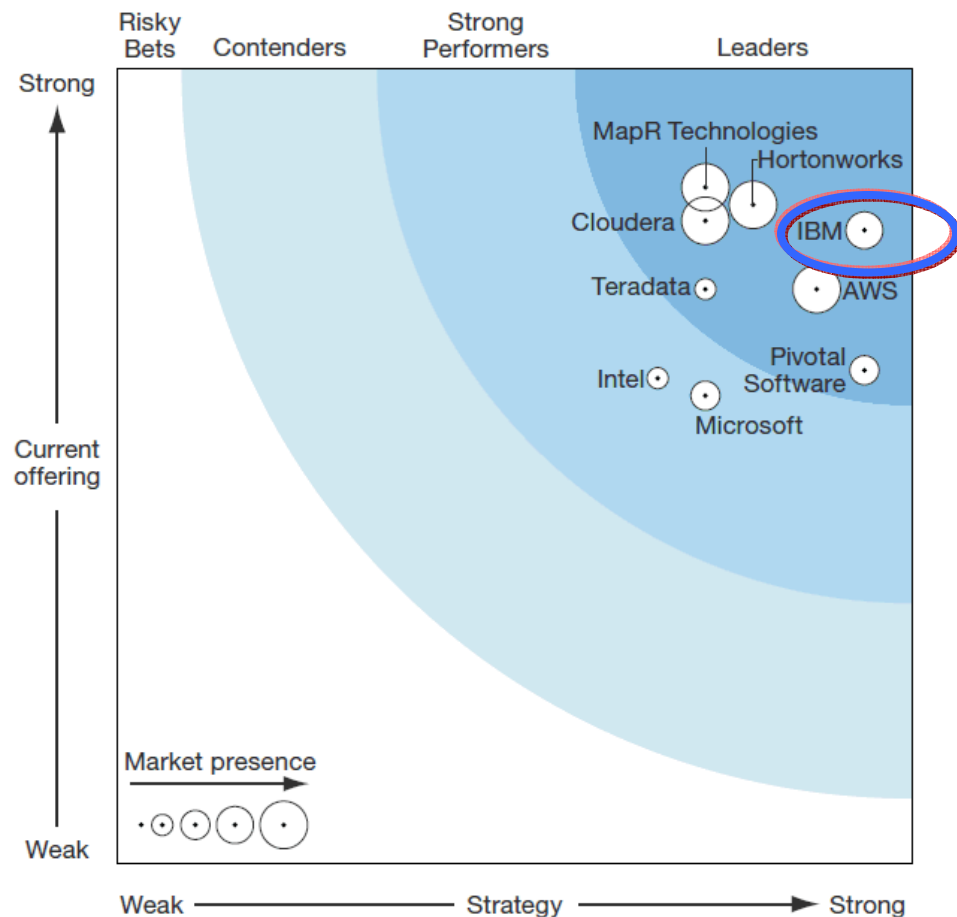 Risky
Bets
Contenders
Strong
Performers
Leaders
Strong
MapR Technologies
Hortonworks
Cloudera
IBM
Teradata
AWS
Pivotal
Software
Intel
Microsoft
Current
offering
Market presence
Weak
Weak
Strategy
Strong